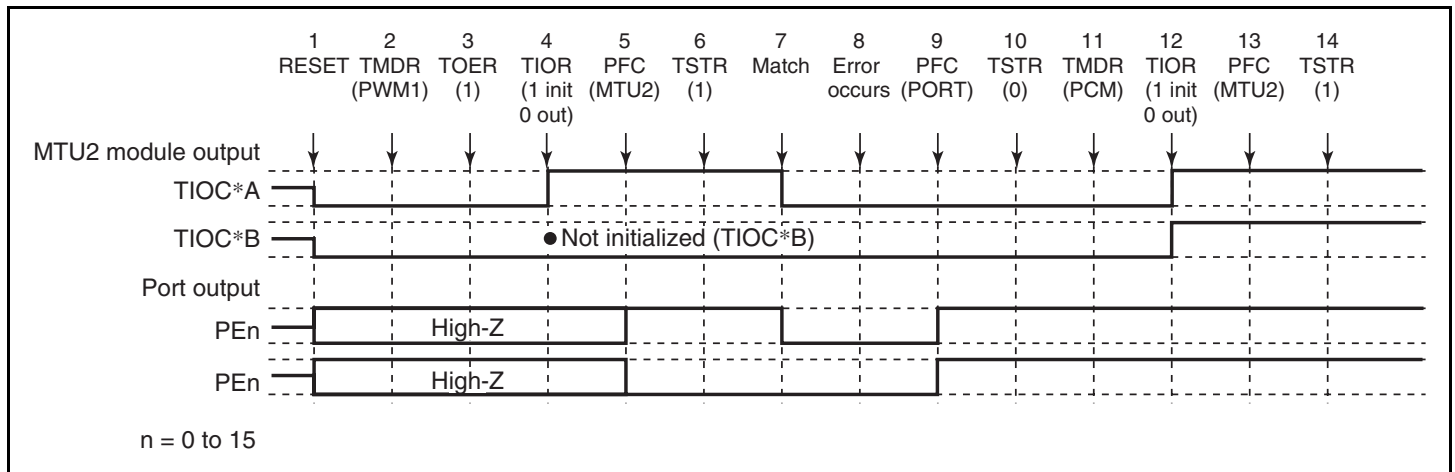 1 2 3 4 5 6 7 8 9 10 11 12 13 14
RESET TMDR TOER TIOR PFC TSTR Match Error PFC TSTR TMDR TIOR PFC TSTR
(PWM1) (1) (1 init (MTU2) (1) occurs (PORT) (0) (PCM) (1 init (MTU2) (1)
0 out) 0 out)
MTU2 module output
TIOC*A
TIOC*B ● Not initialized (TIOC*B)
Port output
PEn High-Z
PEn High-Z
n = 0 to 15